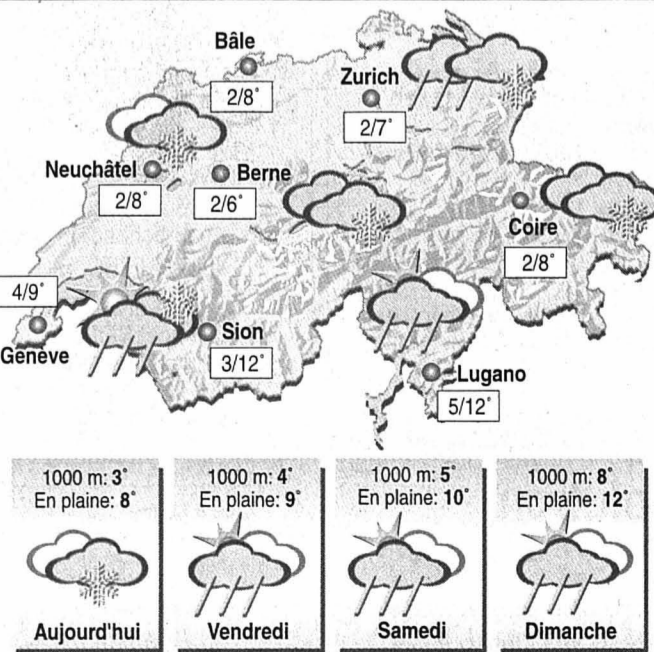 Bâle
2/8°
Zurich
2/7°
Neuchâtel
2/8°
Berne
2/6°
Coire
2/8°
4/9°
Genève
Sion
3/12°
Lugano
5/12°
1000 m: 3°
En plaine: 8°
Aujourd'hui
1000 m: 4°
En plaine: 9°
Vendredi
1000 m: 5°
En plaine: 10°
Samedi
1000 m: 8°
En plaine: 12°
Dimanche